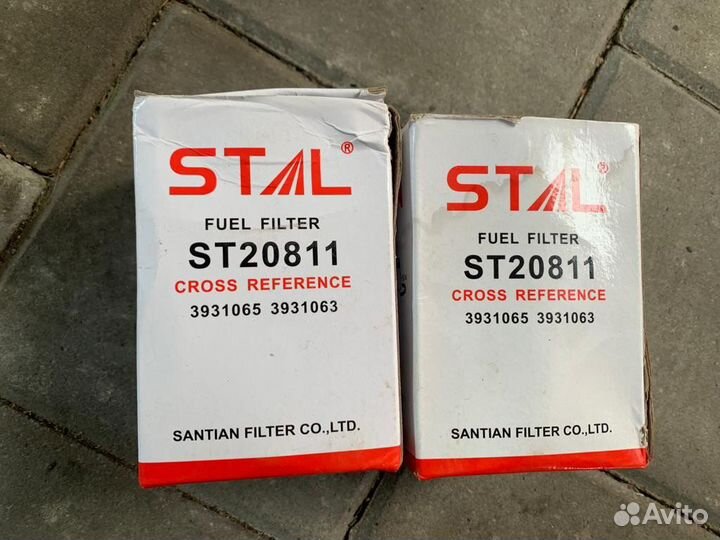 STAL®
FUEL FILTER
ST20811
CROSS REFERENCE
3931065 3931063
SANTIAN FILTER CO.,LTD.
STAL®
FUEL FILTER
ST20811
CROSS REFERENCE
3931065 3931063
SANTIAN FILTER CO.,LTD.
Avito